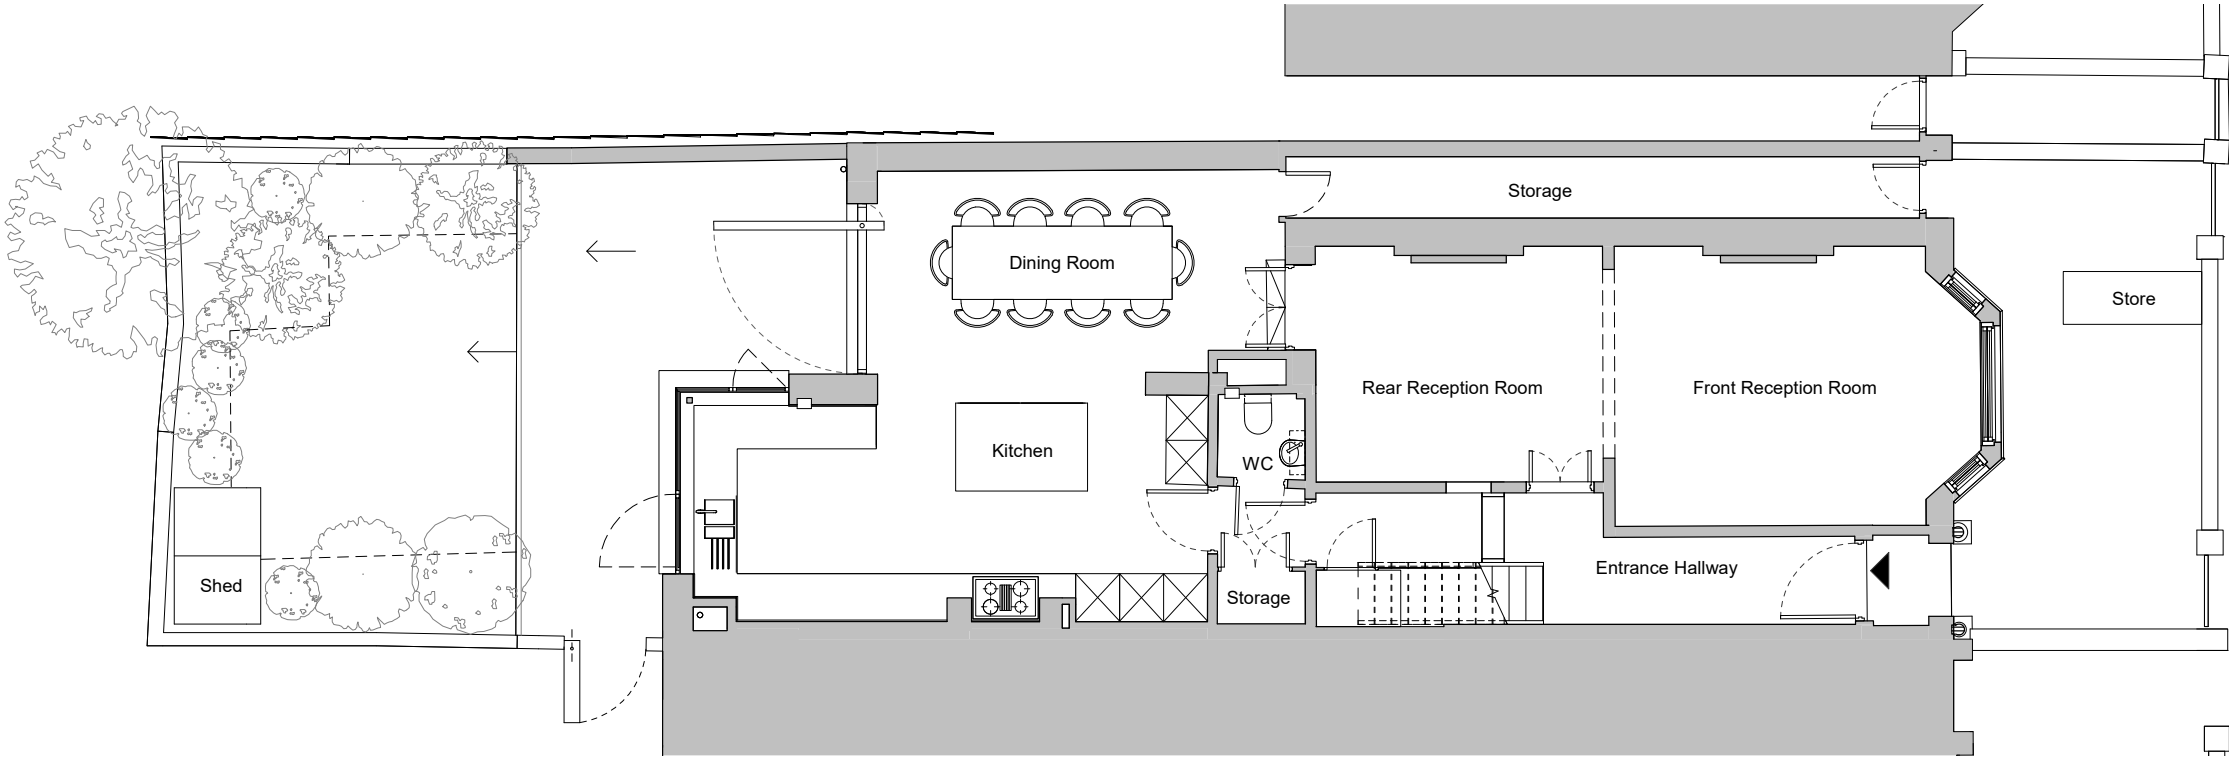 Storage
Dining Room
Store
Rear Reception Room
Front Reception Room
Kitchen
WC
Entrance Hallway
Shed
Storage